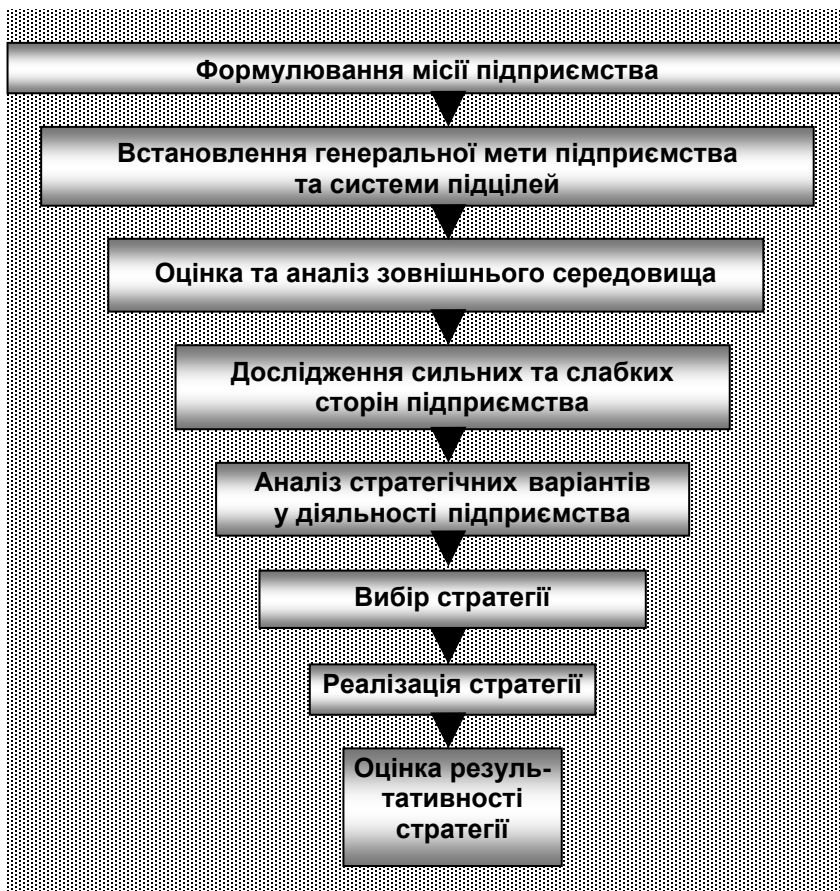 Формулювання місії підприємства
Встановлення генеральної мети підприємства
та системи підцілей
Оцінка та аналіз зовнішнього середовища
Дослідження сильних та слабких
сторін підприємства
Аналіз стратегічних варіантів
у діяльності підприємства
Вибір стратегії
Реалізація стратегії
Оцінка резуль-
тативності
стратегії